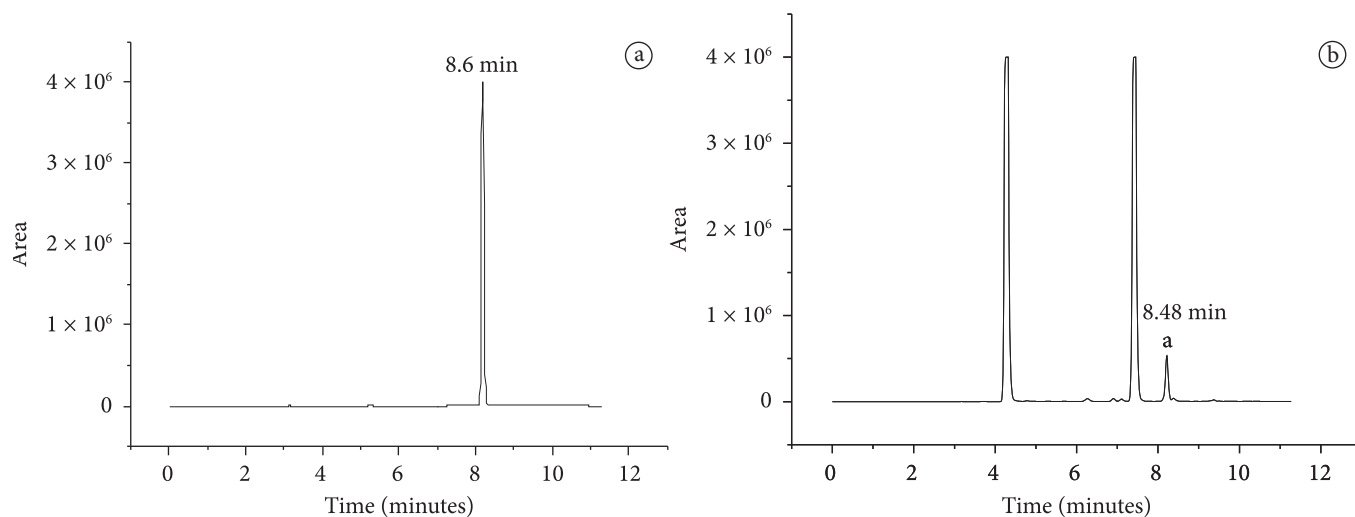 ⓐ
8.6 min
4 × 10⁶
3 × 10⁶
2 × 10⁶
1 × 10⁶
0
Area
0 2 4 6 8 10 12
Time (minutes)
ⓑ
4 × 10⁶
3 × 10⁶
2 × 10⁶
1 × 10⁶
0
Area
8.48 min
a
0 2 4 6 8 10 12
Time (minutes)